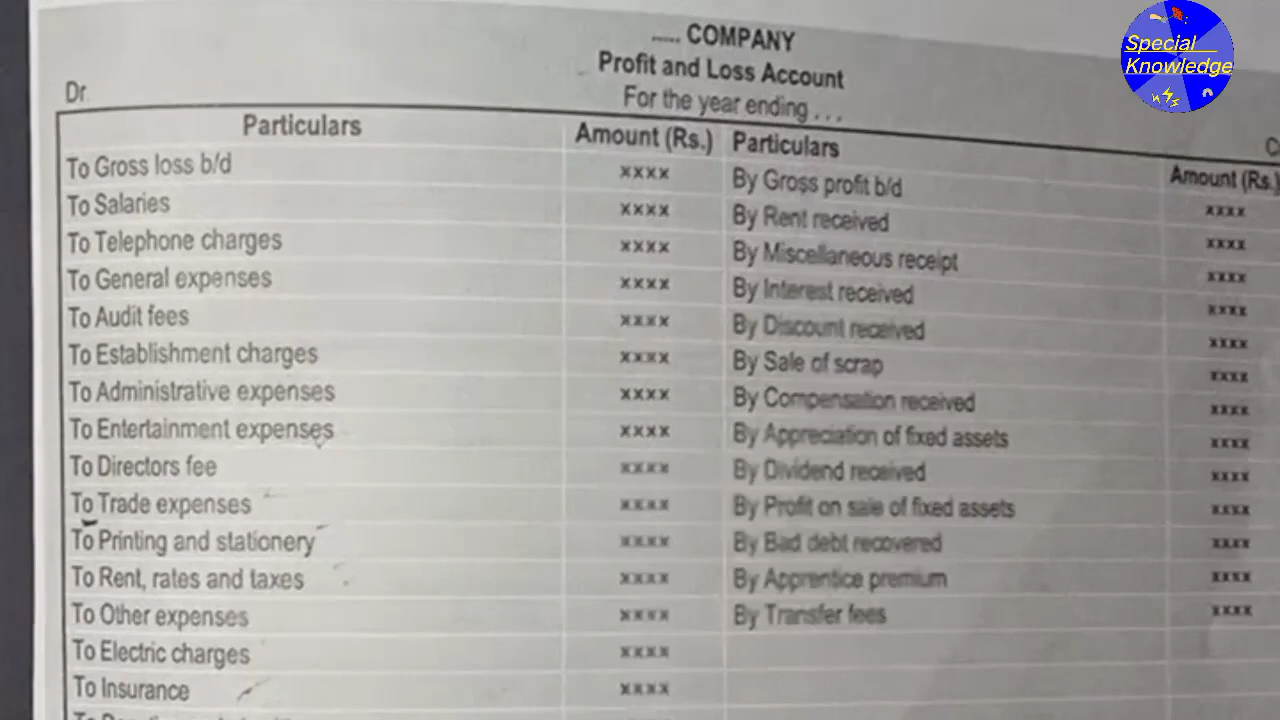 Special
Knowledge
..... COMPANY
Profit and Loss Account
For the year ending . . .
Dr.
Particulars Amount (Rs.) Particulars Amount (Rs.)
To Gross loss b/d xxxx By Gross profit b/d xxxx
To Salaries xxxx By Rent received xxxx
To Telephone charges xxxx By Miscellaneous receipt xxxx
To General expenses xxxx By Interest received xxxx
To Audit fees xxxx By Discount received xxxx
To Establishment charges xxxx By Sale of scrap xxxx
To Administrative expenses xxxx By Compensation received xxxx
To Entertainment expenses xxxx By Appreciation of fixed assets xxxx
To Directors fee xxxx By Dividend received xxxx
To Trade expenses xxxx By Profit on sale of fixed assets xxxx
To Printing and stationery xxxx By Bad debt recovered xxxx
To Rent, rates and taxes xxxx By Apprentice premium xxxx
To Other expenses xxxx By Transfer fees xxxx
To Electric charges xxxx
To Insurance xxxx